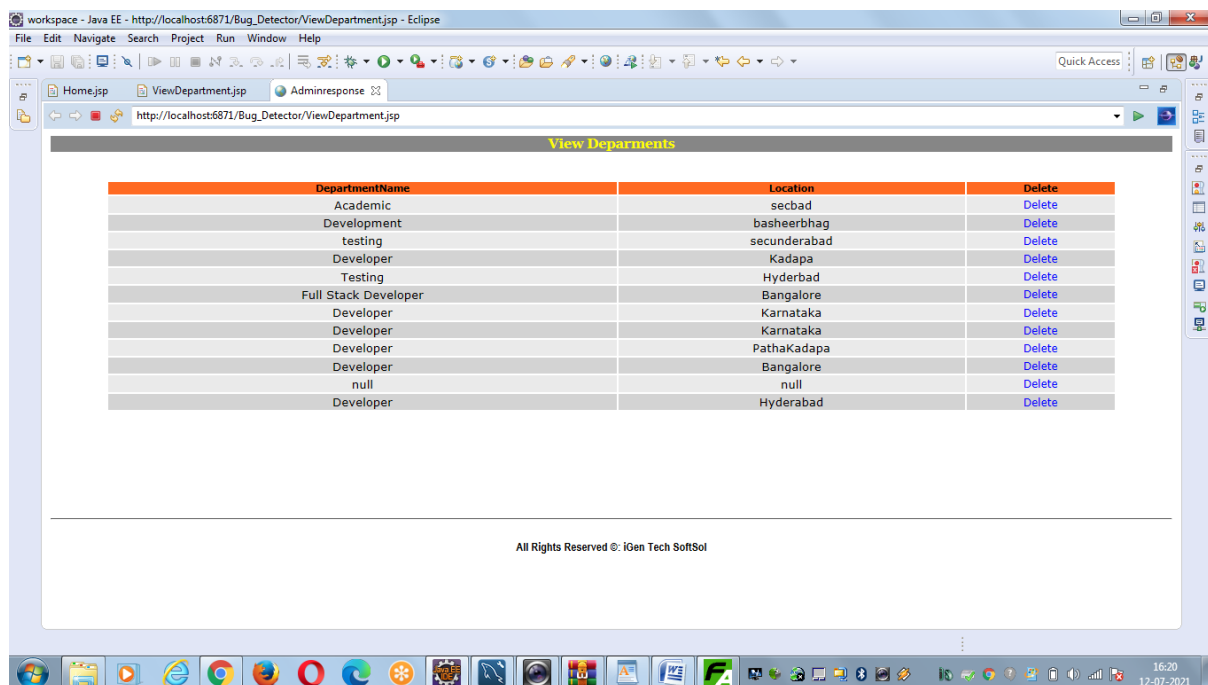 workspace - Java EE - http://localhost:6871/Bug_Detector/ViewDepartment.jsp - Eclipse
File Edit Navigate Search Project Run Window Help
Quick Access
Home.jsp ViewDepartment.jsp Adminresponse
http://localhost:6871/Bug_Detector/ViewDepartment.jsp
View Deparments
DepartmentName Location Delete
Academic secbad Delete
Development basheerbhag Delete
testing secunderabad Delete
Developer Kadapa Delete
Testing Hyderbad Delete
Full Stack Developer Bangalore Delete
Developer Karnataka Delete
Developer Karnataka Delete
Developer PathaKadapa Delete
Developer Bangalore Delete
null null Delete
Developer Hyderabad Delete
All Rights Reserved ©: iGen Tech SoftSol
16:20
12-07-2021